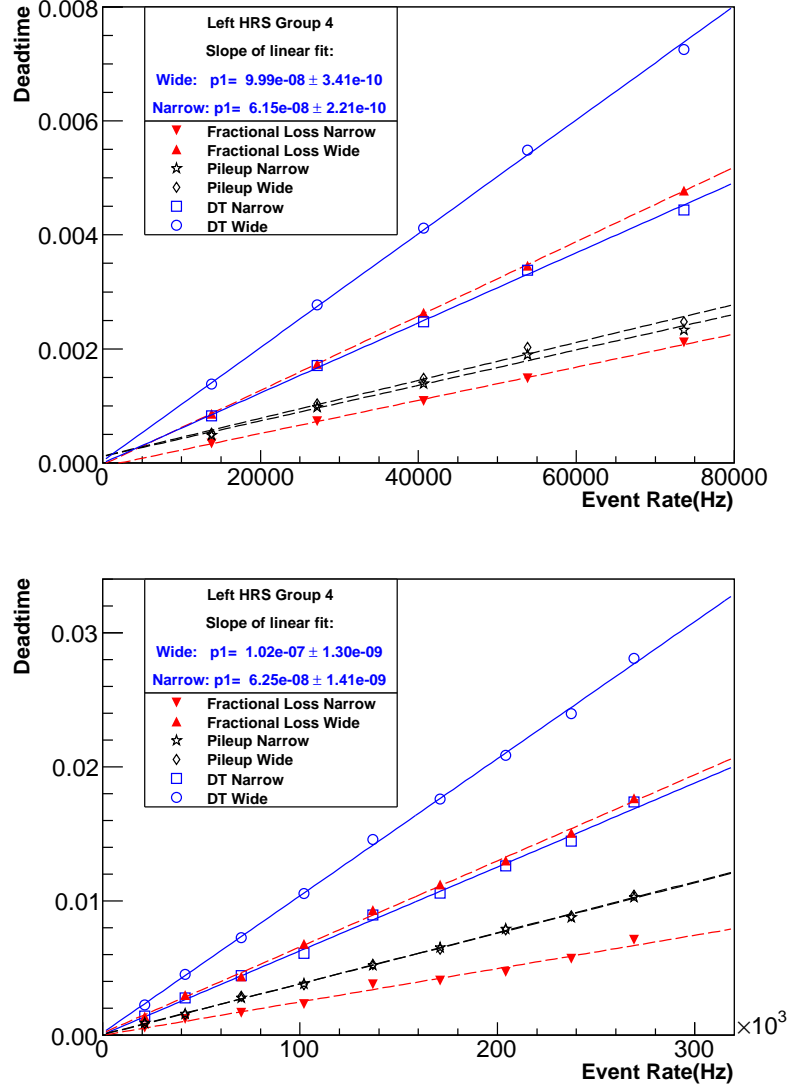 0.008
0.006
0.004
0.002
0.000
Deadtime
Left HRS Group 4
Slope of linear fit:
Wide: p1= 9.99e-08 ± 3.41e-10
Narrow: p1= 6.15e-08 ± 2.21e-10
Fractional Loss Narrow
Fractional Loss Wide
Pileup Narrow
Pileup Wide
DT Narrow
DT Wide
0 20000 40000 60000 80000
Event Rate(Hz)
Deadtime
0.03
0.02
0.01
0.00
Left HRS Group 4
Slope of linear fit:
Wide: p1= 1.02e-07 ± 1.30e-09
Narrow: p1= 6.25e-08 ± 1.41e-09
Fractional Loss Narrow
Fractional Loss Wide
Pileup Narrow
Pileup Wide
DT Narrow
DT Wide
0 100 200 300
×10³
Event Rate(Hz)